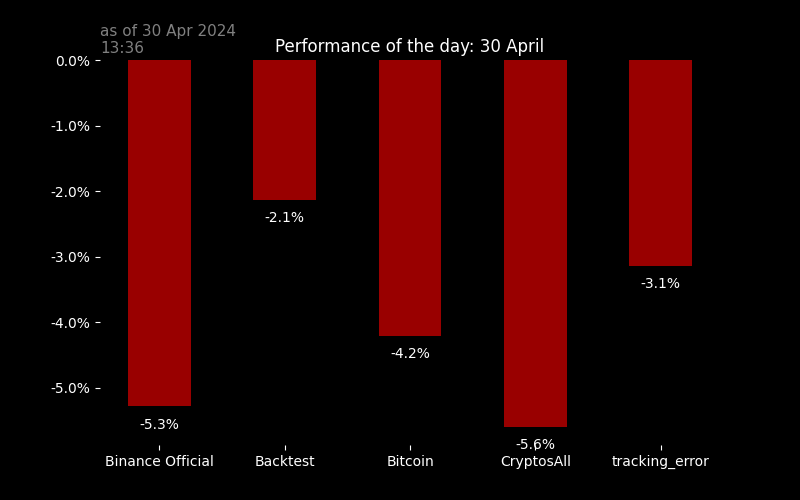 as of 30 Apr 2024
13:36
Performance of the day: 30 April
0.0%
-1.0%
-2.0%
-3.0%
-4.0%
-5.0%
-5.3%
-2.1%
-4.2%
-5.6%
-3.1%
Binance Official
Backtest
Bitcoin
CryptosAll
tracking_error